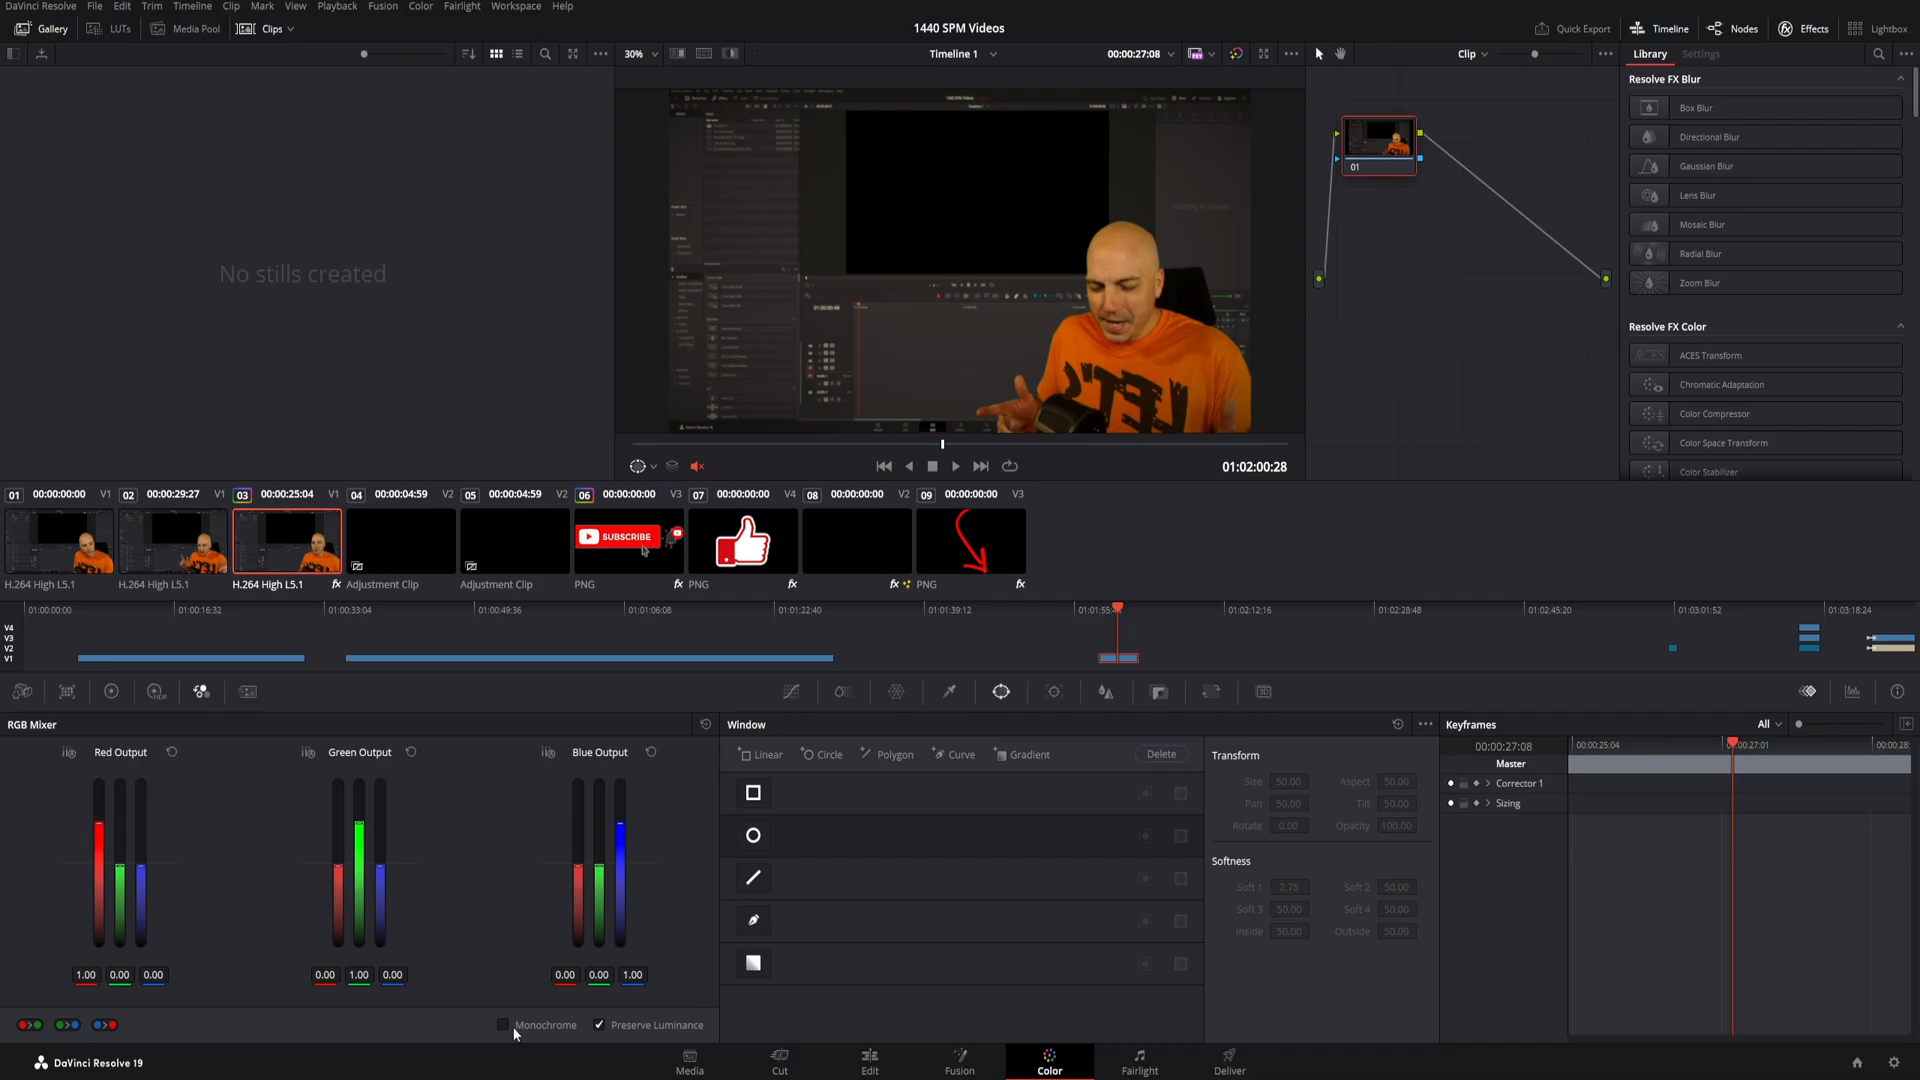 DaVinci Resolve File Edit Trim Timeline Clip Mark View Playback Fusion Color Fairlight Workspace Help
Gallery LUTs Media Pool Clips 1440 SPM Videos Quick Export Timeline Nodes Effects Lightbox
30% Timeline 1 00:00:27:08 Clip Library Settings
Resolve FX Blur
Box Blur
Directional Blur
Gaussian Blur
Lens Blur
Mosaic Blur
Radial Blur
Zoom Blur
Resolve FX Color
ACES ACES Transform
Chromatic Adaptation
Color Compressor
Color Space Transform
Color Stabilizer
No stills created
01
01:02:00:28
01 00:00:00:00 V1 02 00:00:29:27 V1 03 00:00:25:04 V1 04 00:00:04:59 V2 05 00:00:04:59 V2 06 00:00:00:00 V3 07 00:00:00:00 V4 08 00:00:00:00 V2 09 00:00:00:00 V3
SUBSCRIBE
H.264 High L5.1 H.264 High L5.1 H.264 High L5.1 fx Adjustment Clip Adjustment Clip PNG fx PNG fx fx PNG fx
01:00:00:00 01:00:16:32 01:00:33:04 01:00:49:36 01:01:06:08 01:01:22:40 01:01:39:12 01:01:55: 01:02:12:16 01:02:28:48 01:02:45:20 01:03:01:52 01:03:18:24
V4
V3
V2
V1
HDR
3D
RGB Mixer
Red Output Green Output Blue Output
1.00 0.00 0.00 0.00 1.00 0.00 0.00 0.00 1.00
Monochrome Preserve Luminance
Window
Linear Circle Polygon Curve Gradient Delete
Transform
Size 50.00 Aspect 50.00
Pan 50.00 Tilt 50.00
Rotate 0.00 Opacity 100.00
Softness
Soft 1 2.75 Soft 2 50.00
Soft 3 50.00 Soft 4 50.00
Inside 50.00 Outside 50.00
Keyframes All
00:00:27:08 00:00:25:04 00:27:01 00:00:28:
Master
Corrector 1
Sizing
DaVinci Resolve 19 Media Cut Edit Fusion Color Fairlight Deliver